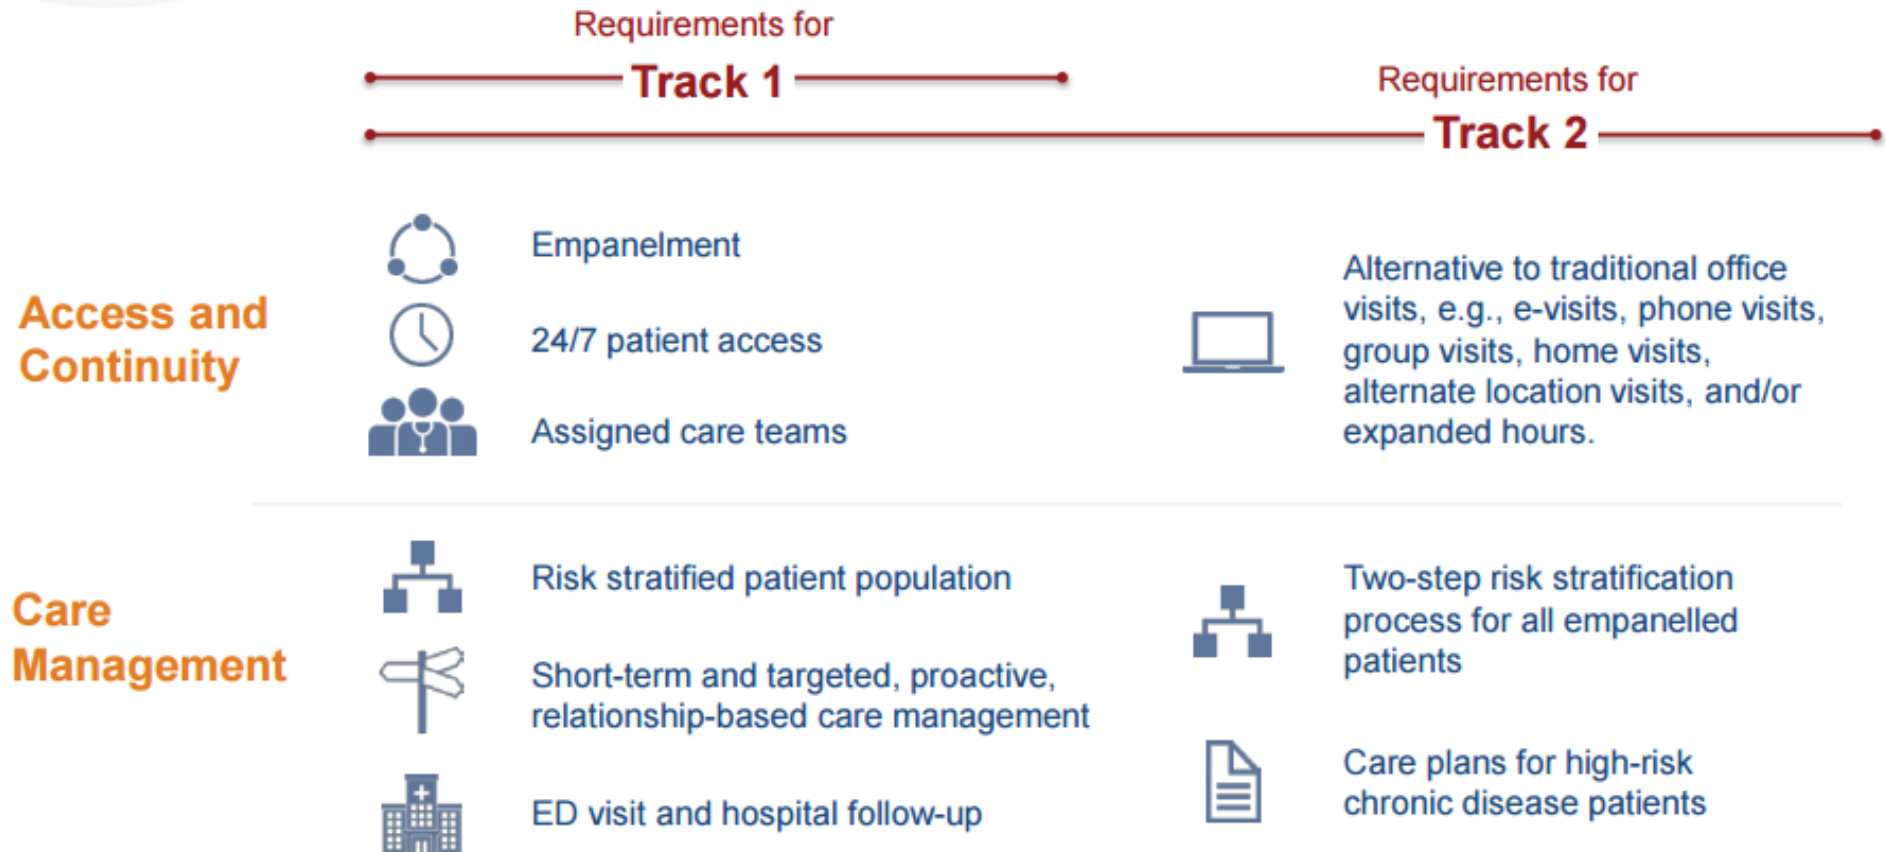 Requirements for
Track 1
Requirements for
Track 2
Access and
Continuity
Empanelment
24/7 patient access
Assigned care teams
Alternative to traditional office
visits, e.g., e-visits, phone visits,
group visits, home visits,
alternate location visits, and/or
expanded hours.
Care
Management
Risk stratified patient population
Short-term and targeted, proactive,
relationship-based care management
ED visit and hospital follow-up
Two-step risk stratification
process for all empanelled
patients
Care plans for high-risk
chronic disease patients